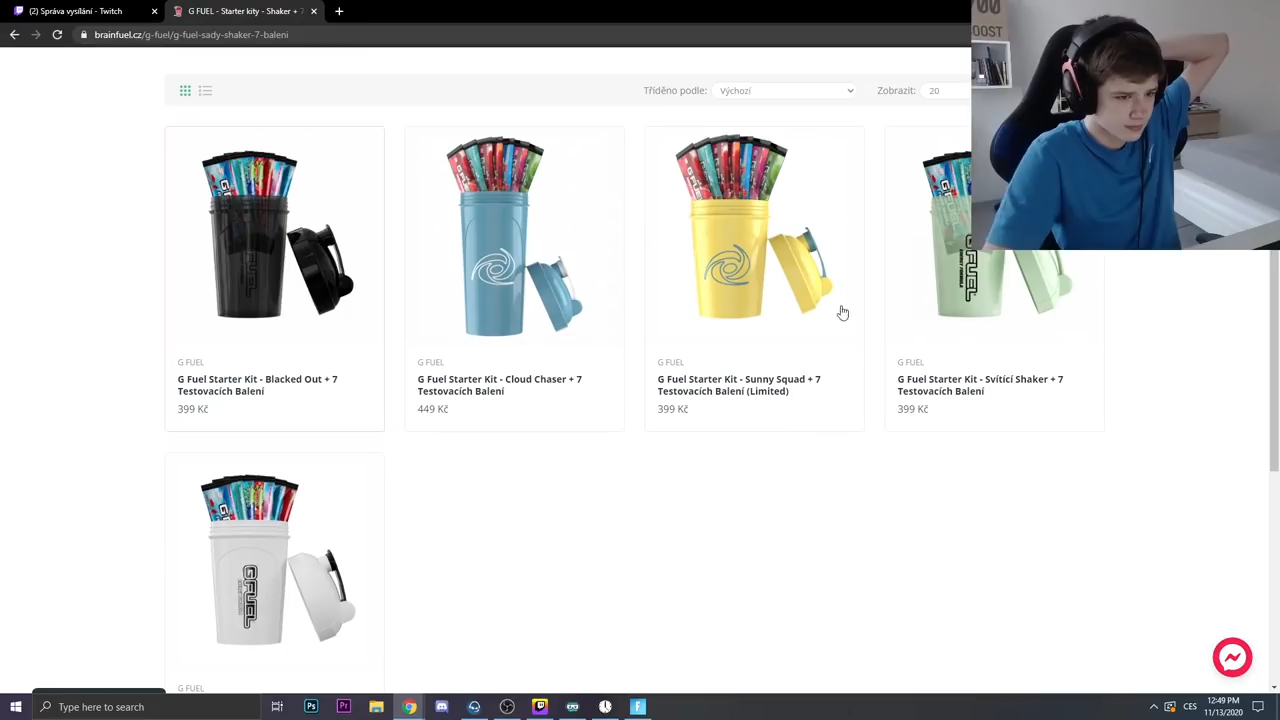 (2) Správa vysílání - Twitch
G FUEL - Starter kity - Shaker + 7
brainfuel.cz/g-fuel/g-fuel-sady-shaker-7-baleni
Tříděno podle:
Výchozí
Zobrazit:
20
BOOST
G FUEL
G FUEL
G FUEL
G FUEL
G Fuel Starter Kit - Blacked Out + 7
Testovacích Balení
G Fuel Starter Kit - Cloud Chaser + 7
Testovacích Balení
G Fuel Starter Kit - Sunny Squad + 7
Testovacích Balení (Limited)
G Fuel Starter Kit - Svítící Shaker + 7
Testovacích Balení
399 Kč
449 Kč
399 Kč
399 Kč
GFUEL
G FUEL
Type here to search
Ps
Pr
CES
12:49 PM
11/13/2020